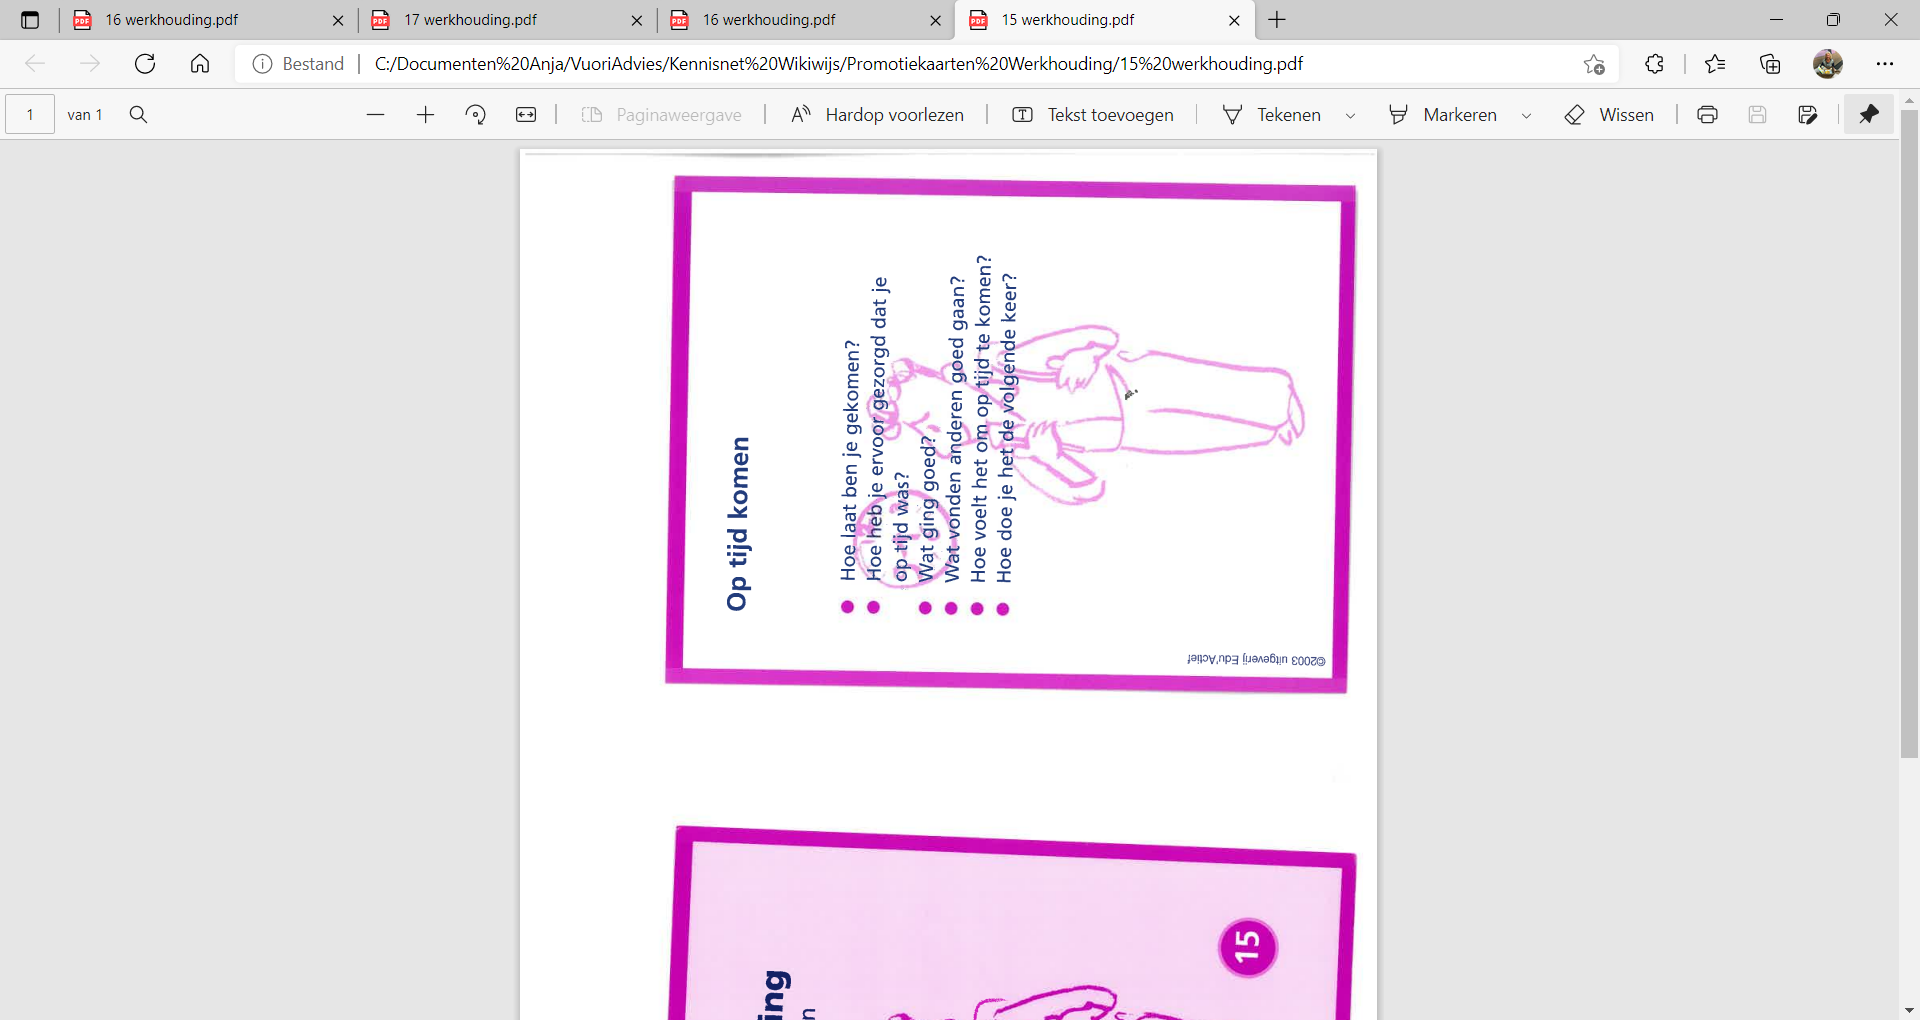 16 werkhouding.pdf
17 werkhouding.pdf
16 werkhouding.pdf
15 werkhouding.pdf
Bestand
C:/Documenten%20Anja/VuoriAdvies/Kennisnet%20Wikiwijs/Promotiekaarten%20Werkhouding/15%20werkhouding.pdf
1 van 1
Paginaweergave
Hardop voorlezen
Tekst toevoegen
Tekenen
Markeren
Wissen
Op tijd komen
Hoe laat ben je gekomen?
Hoe heb je ervoor gezorgd dat je
op tijd was?
Wat ging goed?
Wat vonden anderen goed gaan?
Hoe voelt het om op tijd te komen?
Hoe doe je het de volgende keer?
©2003 uitgeverij Edu'Actief
15
ing
n